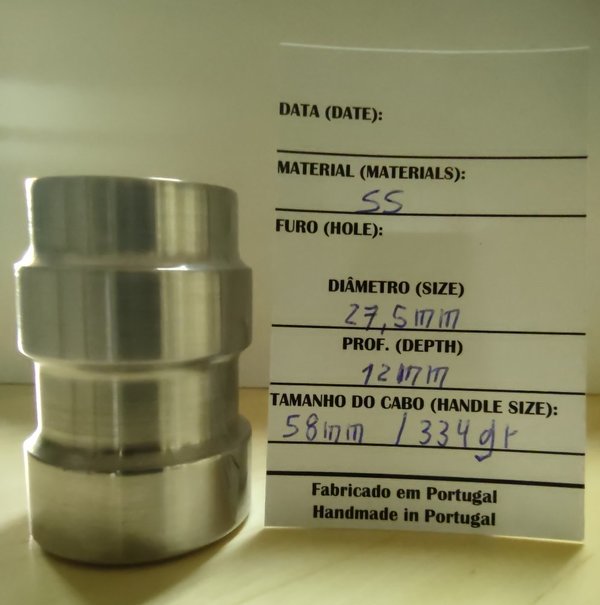 DATA (DATE):
MATERIAL (MATERIALS):
SS
FURO (HOLE):
DIÂMETRO (SIZE)
27,5mm
PROF. (DEPTH)
12mm
TAMANHO DO CABO (HANDLE SIZE):
58mm / 334gr
Fabricado em Portugal
Handmade in Portugal